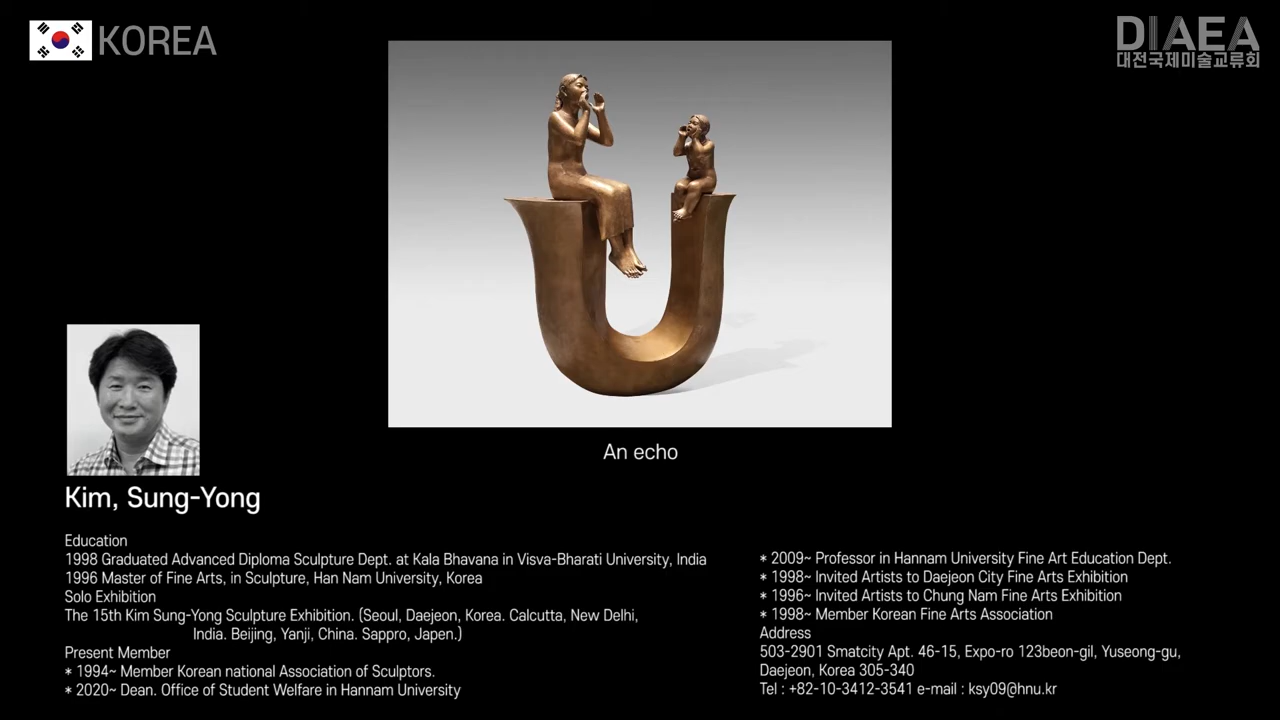 KOREA
DIAEA
대전국제미술교류회
An echo
Kim, Sung-Yong
Education
1998 Graduated Advanced Diploma Sculpture Dept. at Kala Bhavana in Visva-Bharati University, India
1996 Master of Fine Arts, in Sculpture, Han Nam University, Korea
Solo Exhibition
The 15th Kim Sung-Yong Sculpture Exhibition. (Seoul, Daejeon, Korea. Calcutta, New Delhi,
India. Beijing, Yanji, China. Sappro, Japen.)
Present Member
* 1994~ Member Korean national Association of Sculptors.
* 2020~ Dean. Office of Student Welfare in Hannam University
* 2009~ Professor in Hannam University Fine Art Education Dept.
* 1998~ Invited Artists to Daejeon City Fine Arts Exhibition
* 1996~ Invited Artists to Chung Nam Fine Arts Exhibition
* 1998~ Member Korean Fine Arts Association
Address
503-2901 Smatcity Apt. 46-15, Expo-ro 123beon-gil, Yuseong-gu,
Daejeon, Korea 305-340
Tel : +82-10-3412-3541 e-mail : ksy09@hnu.kr